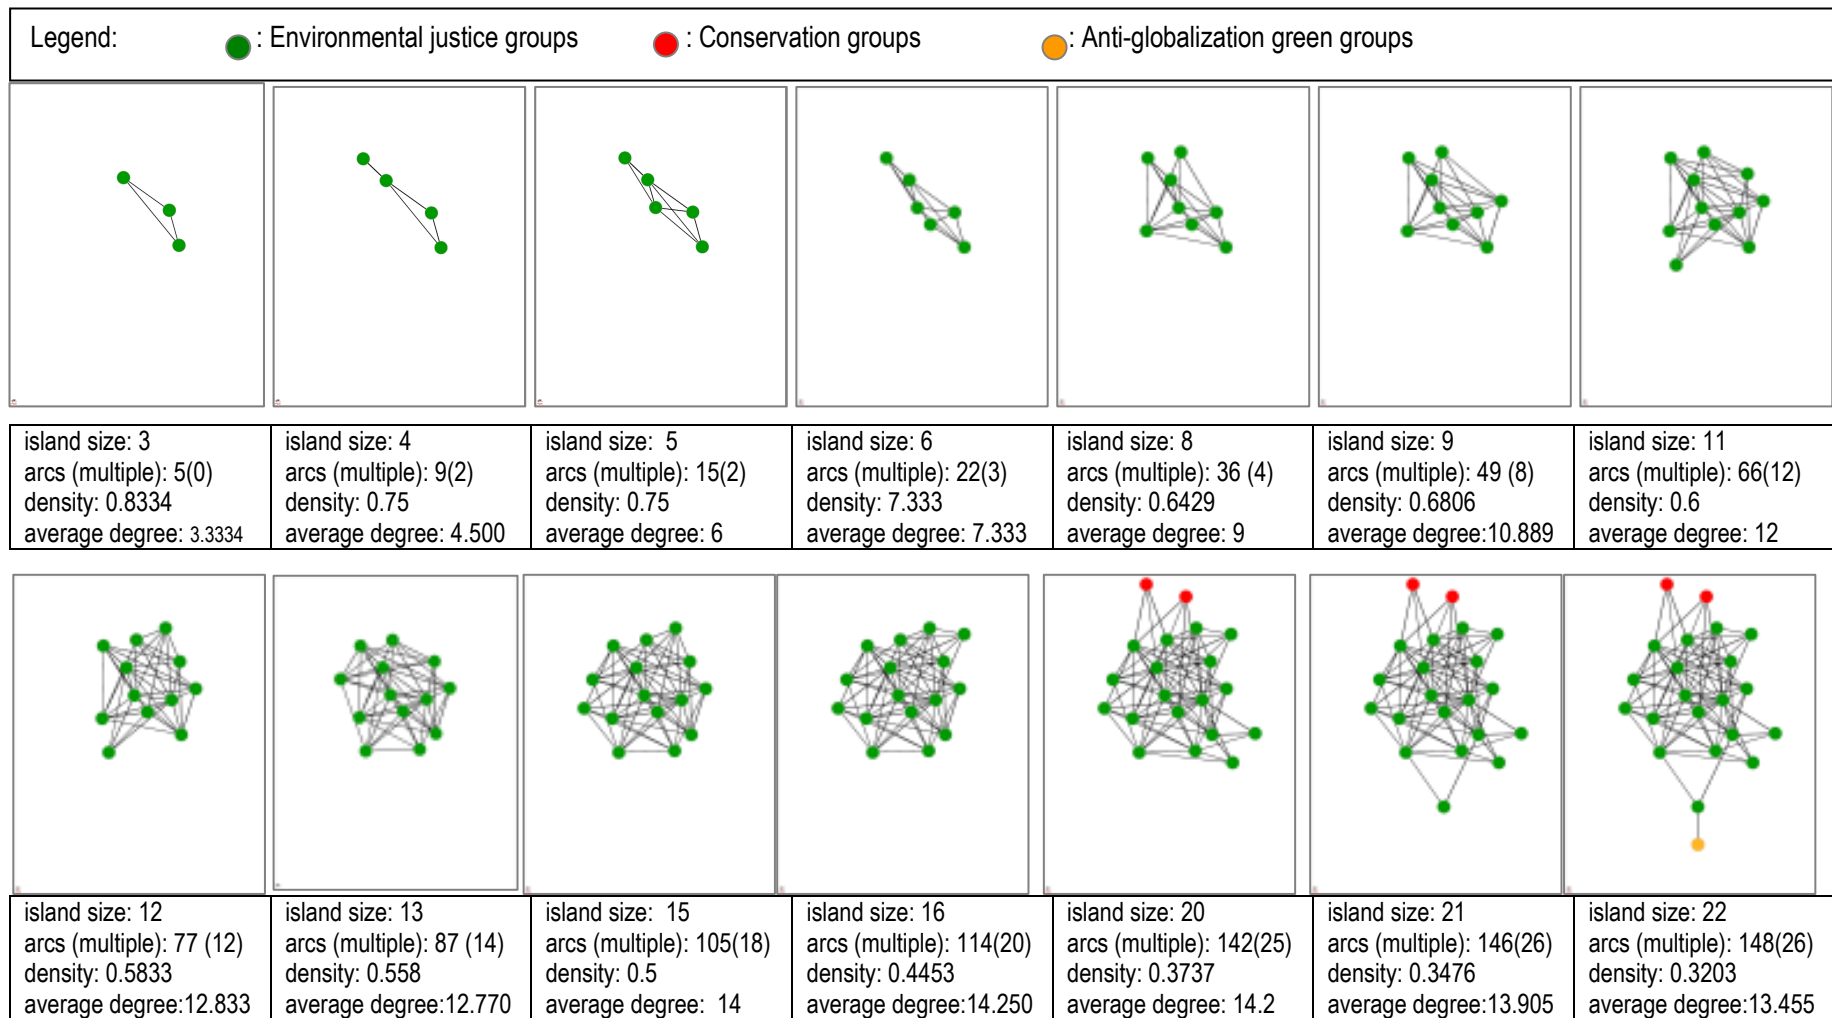 Legend: : Environmental justice groups : Conservation groups : Anti-globalization green groups
island size: 3
arcs (multiple): 5(0)
density: 0.8334
average degree: 3.3334
island size: 4
arcs (multiple): 9(2)
density: 0.75
average degree: 4.500
island size: 5
arcs (multiple): 15(2)
density: 0.75
average degree: 6
island size: 6
arcs (multiple): 22(3)
density: 7.333
average degree: 7.333
island size: 8
arcs (multiple): 36 (4)
density: 0.6429
average degree: 9
island size: 9
arcs (multiple): 49 (8)
density: 0.6806
average degree:10.889
island size: 11
arcs (multiple): 66(12)
density: 0.6
average degree: 12
island size: 12
arcs (multiple): 77 (12)
density: 0.5833
average degree:12.833
island size: 13
arcs (multiple): 87 (14)
density: 0.558
average degree:12.770
island size: 15
arcs (multiple): 105(18)
density: 0.5
average degree: 14
island size: 16
arcs (multiple): 114(20)
density: 0.4453
average degree:14.250
island size: 20
arcs (multiple): 142(25)
density: 0.3737
average degree: 14.2
island size: 21
arcs (multiple): 146(26)
density: 0.3476
average degree:13.905
island size: 22
arcs (multiple): 148(26)
density: 0.3203
average degree:13.455